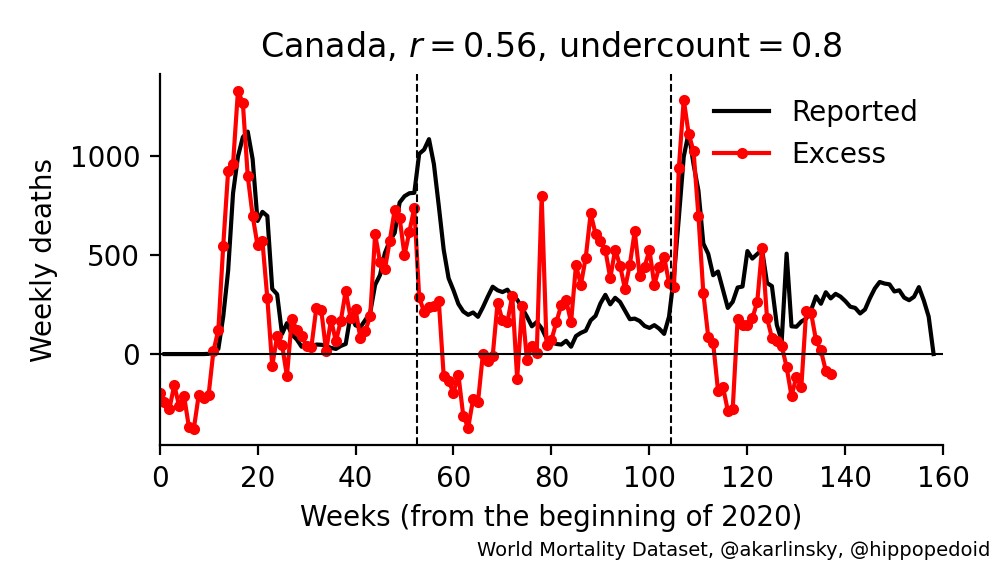 Canada, r = 0.56, undercount = 0.8
Weekly deaths
1000
500
0
Reported
Excess
0 20 40 60 80 100 120 140 160
Weeks (from the beginning of 2020)
World Mortality Dataset, @akarlinsky, @hippopedoid